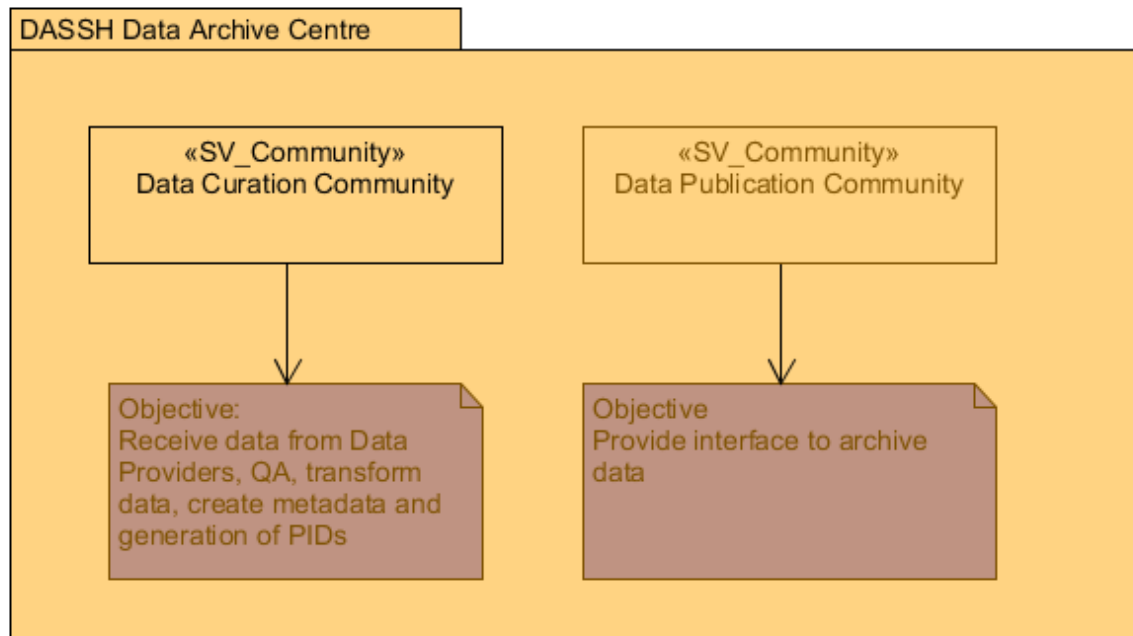 DASSH Data Archive Centre
«SV_Community»
Data Curation Community
«SV_Community»
Data Publication Community
Objective:
Receive data from Data
Providers, QA, transform
data, create metadata and
generation of PIDs
Objective
Provide interface to archive
data